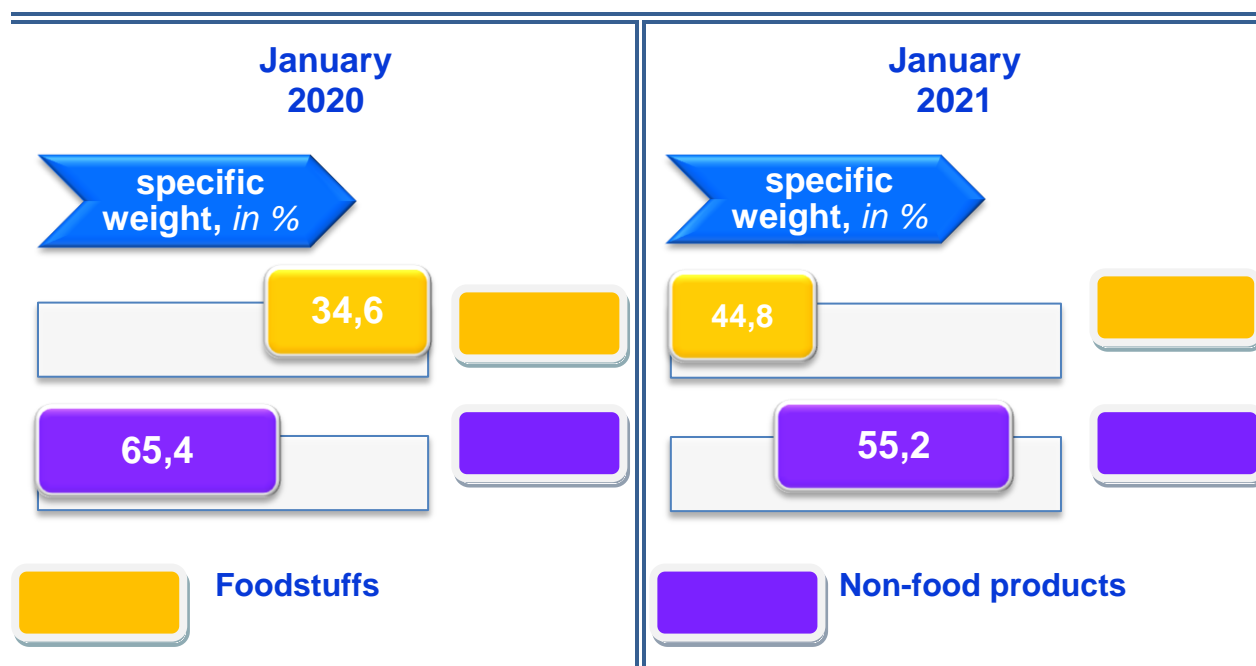 January
2020
specific
weight, in %
34,6
65,4
January
2021
specific
weight, in %
44,8
55,2
Foodstuffs
Non-food products